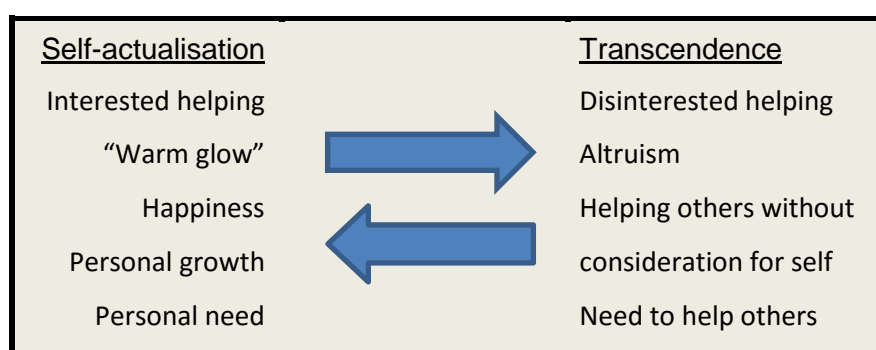 Self-actualisation
Interested helping
“Warm glow”
Happiness
Personal growth
Personal need
Transcendence
Disinterested helping
Altruism
Helping others without
consideration for self
Need to help others